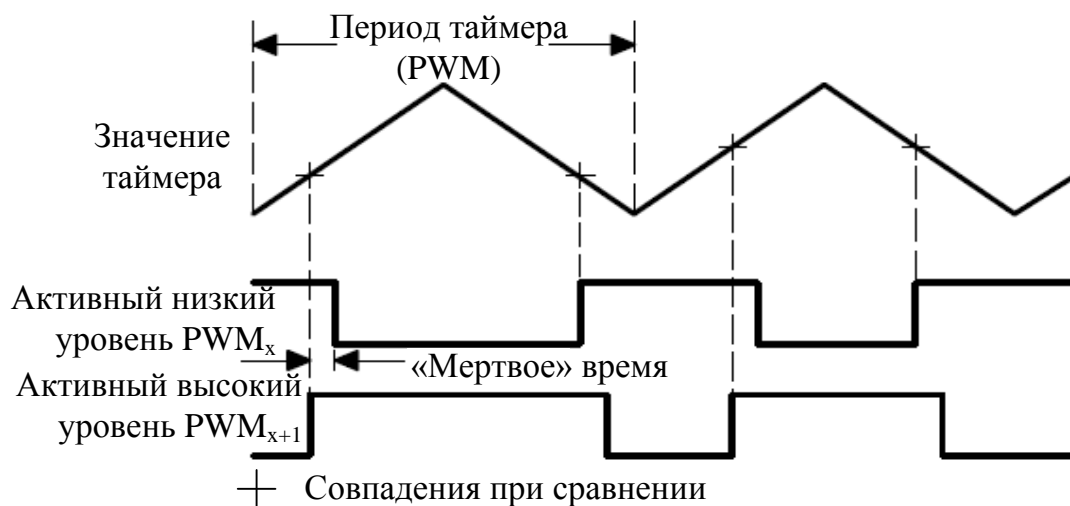 Период таймера
(PWM)
Значение
таймера
Активный низкий
уровень PWMx
«Мертвое» время
Активный высокий
уровень PWMx+1
Совпадения при сравнении